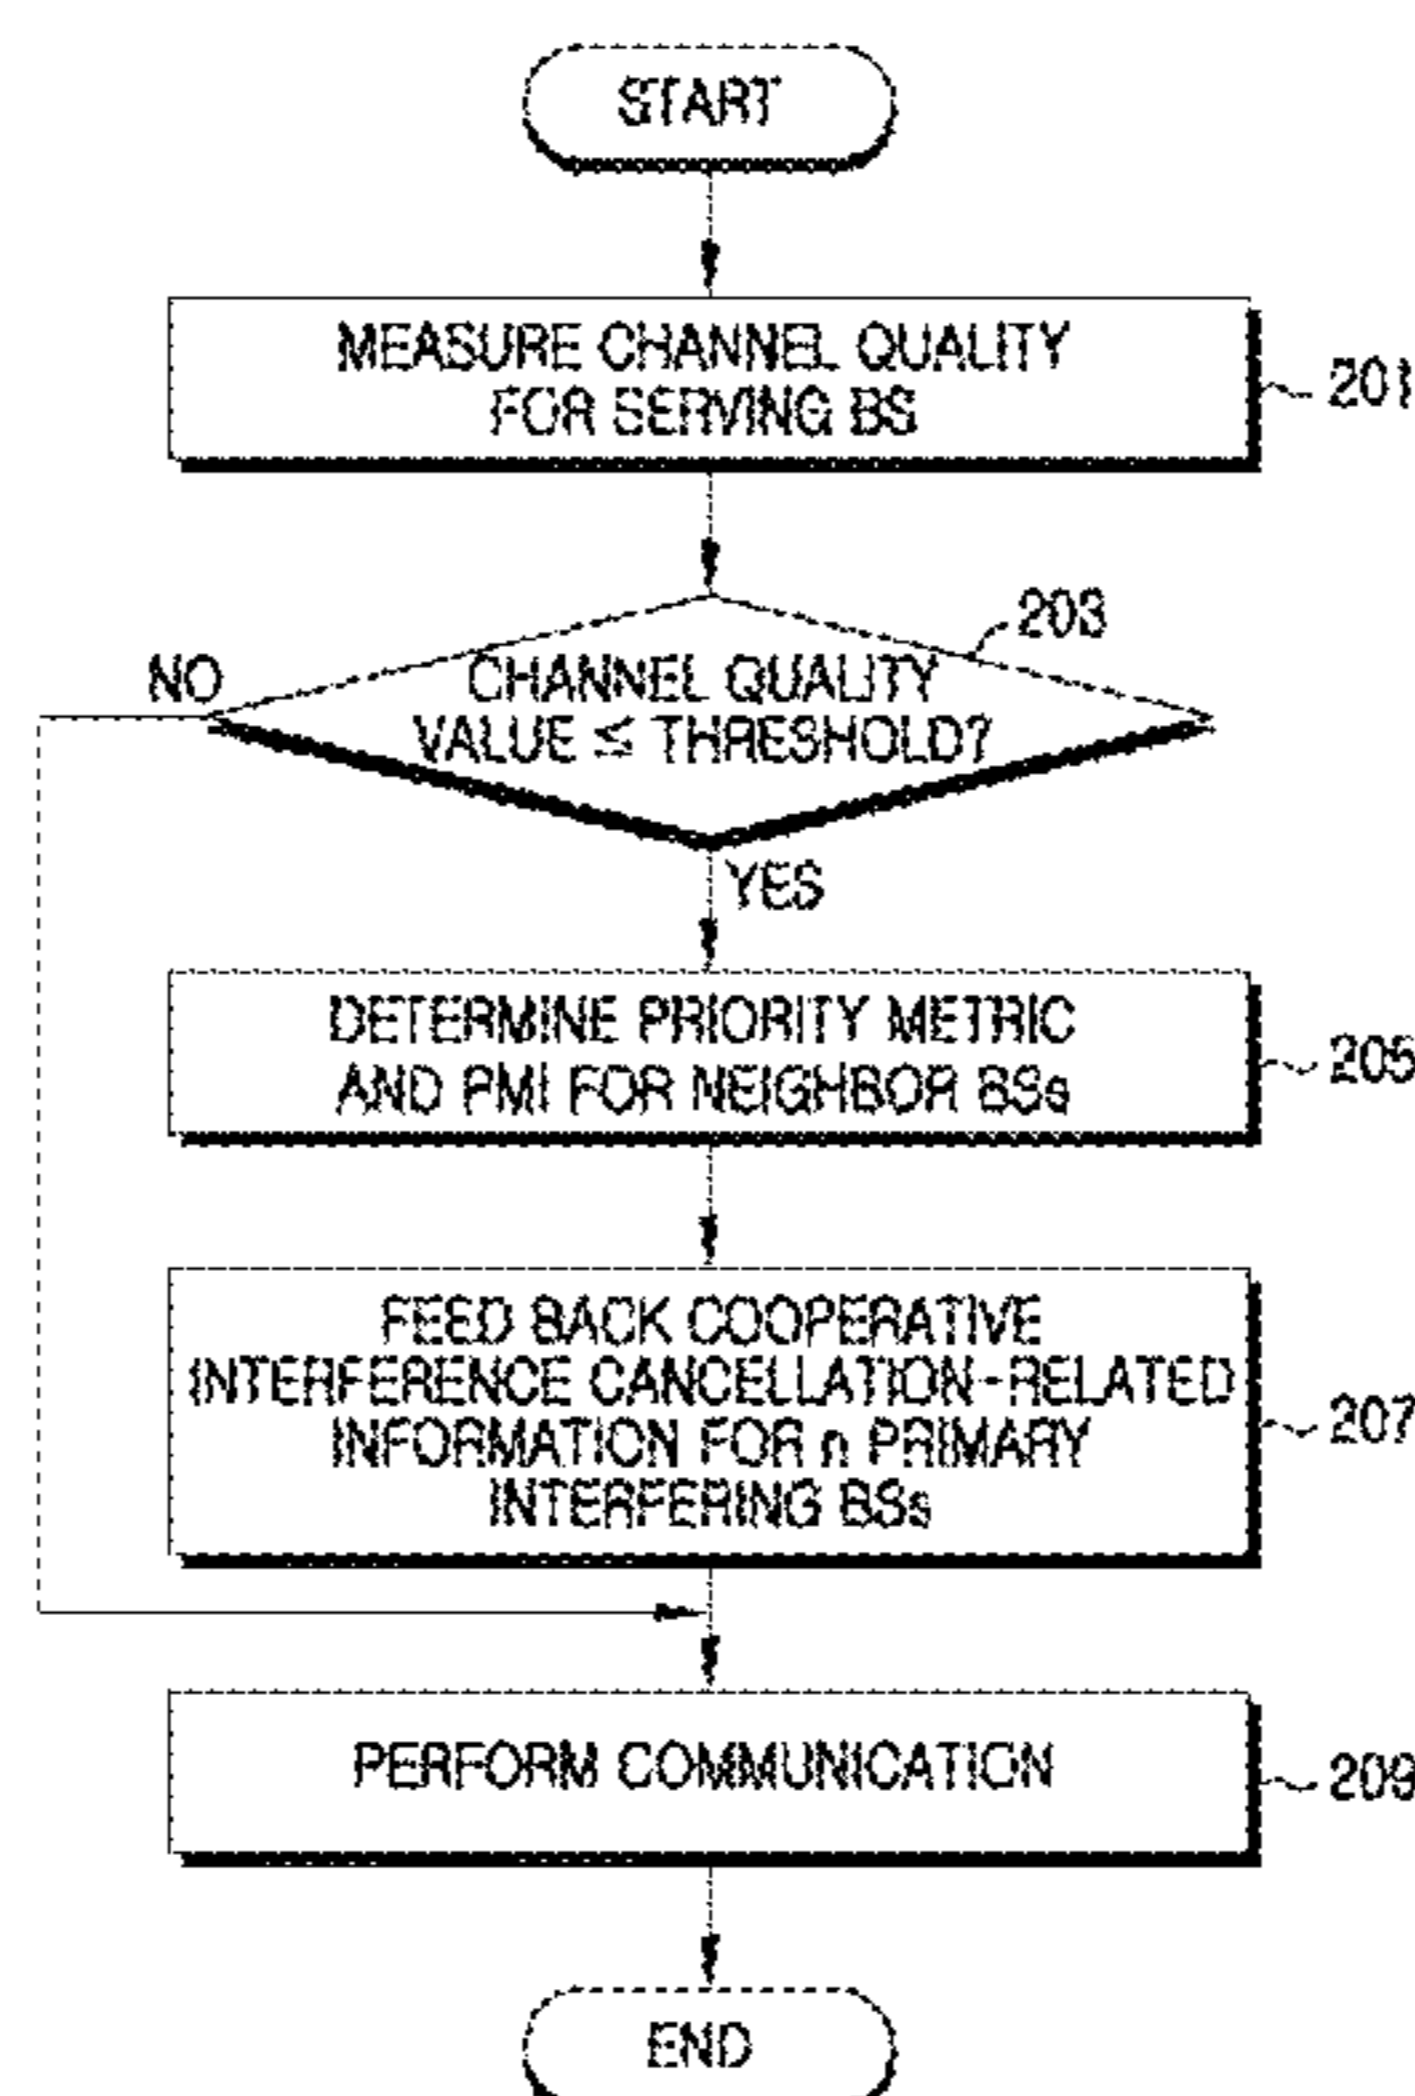 START
MEASURE CHANNEL QUALITY
FOR SERVING BS
201
203
NO
CHANNEL QUALITY
VALUE ≤ THRESHOLD?
YES
DETERMINE PRIORITY METRIC
AND PMI FOR NEIGHBOR BSs
205
FEED BACK COOPERATIVE
INTERFERENCE CANCELLATION-RELATED
INFORMATION FOR n PRIMARY
INTERFERING BSs
207
PERFORM COMMUNICATION
209
END